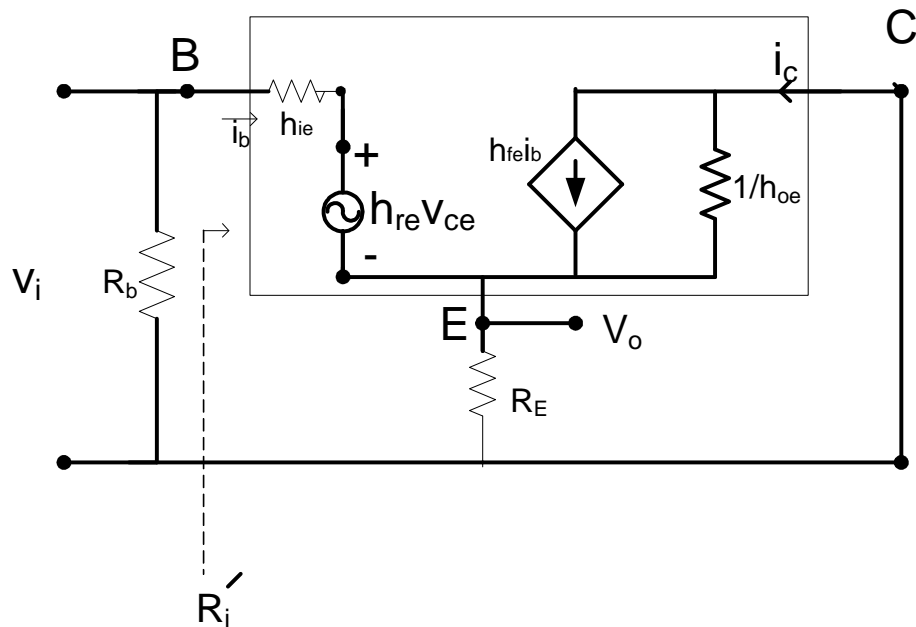 C
B
i_c
i_b
h_ie
+
h_fe i_b
1/h_oe
h_re v_ce
-
v_i
R_b
E
V_o
R_E
R_i′